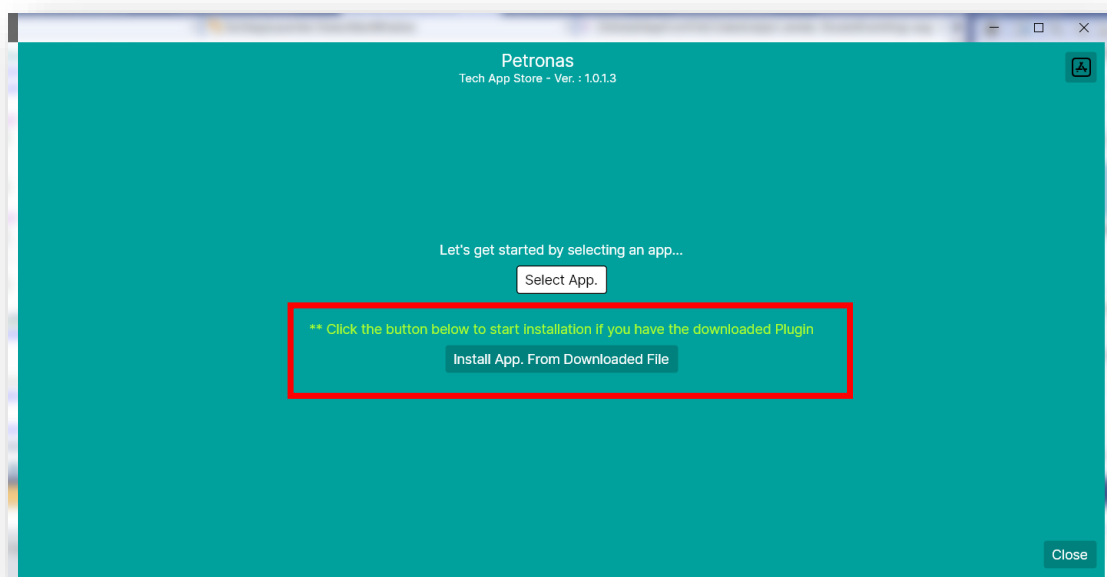 Petronas
Tech App Store - Ver. : 1.0.1.3
Let's get started by selecting an app...
Select App.
** Click the button below to start installation if you have the downloaded Plugin
Install App. From Downloaded File
Close